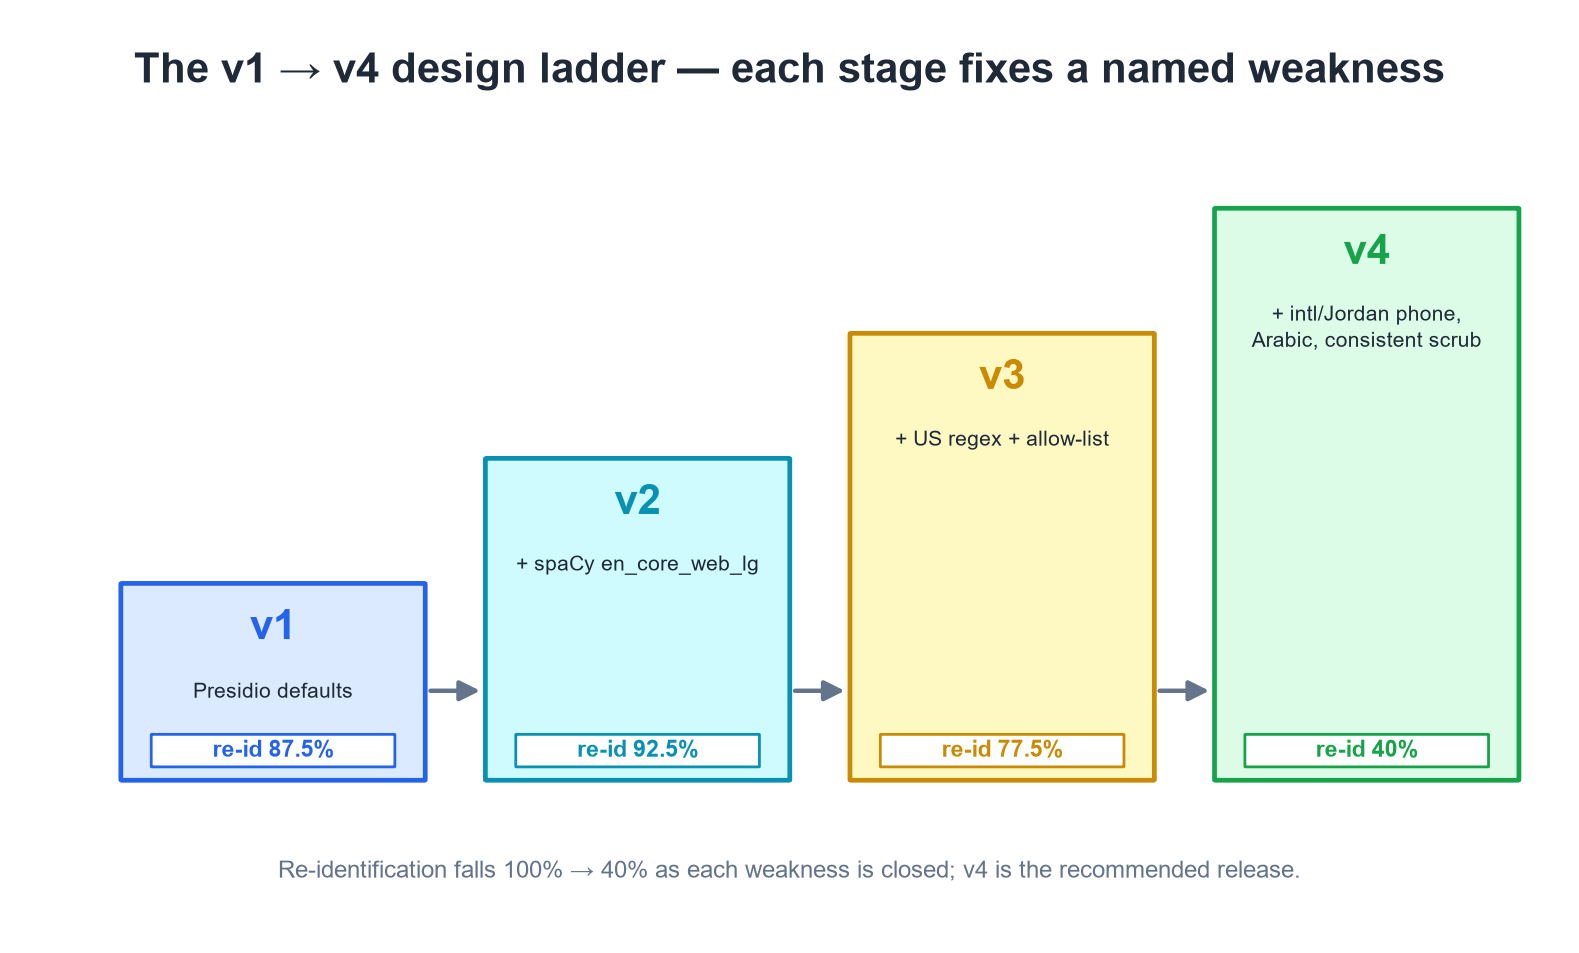 The v1 → v4 design ladder — each stage fixes a named weakness
v4
+ intl/Jordan phone,
Arabic, consistent scrub
v3
+ US regex + allow-list
v2
+ spaCy en_core_web_lg
v1
Presidio defaults
re-id 87.5%
re-id 92.5%
re-id 77.5%
re-id 40%
Re-identification falls 100% → 40% as each weakness is closed; v4 is the recommended release.